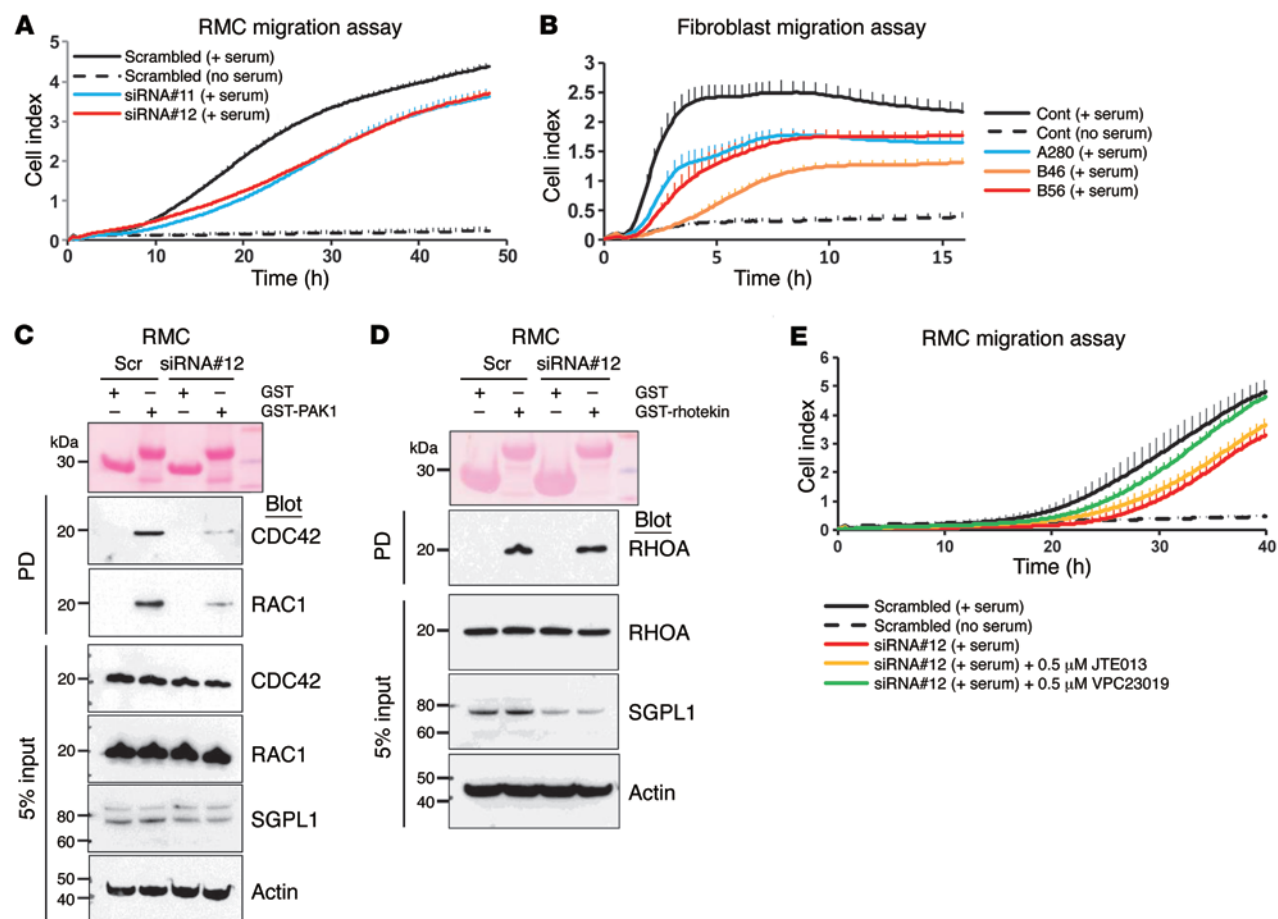 A
RMC migration assay
Cell index
5
4
3
2
1
0
0 10 20 30 40 50
Time (h)
Scrambled (+ serum)
Scrambled (no serum)
siRNA#11 (+ serum)
siRNA#12 (+ serum)
B
Fibroblast migration assay
Cell index
3
2.5
2
1.5
1
0.5
0
0 5 10 15
Time (h)
Cont (+ serum)
Cont (no serum)
A280 (+ serum)
B46 (+ serum)
B56 (+ serum)
C
RMC
Scr siRNA#12
+ – + – GST
– + – + GST-PAK1
kDa
30
Blot
PD
20 CDC42
20 RAC1
5% input
20 CDC42
20 RAC1
80 SGPL1
60
50
40 Actin
D
RMC
Scr siRNA#12
+ – + – GST
– + – + GST-rhotekin
kDa
30
Blot
PD
20 RHOA
5% input
20 RHOA
80 SGPL1
60
50
40 Actin
E
RMC migration assay
Cell index
6
5
4
3
2
1
0
0 10 20 30 40
Time (h)
Scrambled (+ serum)
Scrambled (no serum)
siRNA#12 (+ serum)
siRNA#12 (+ serum) + 0.5 μM JTE013
siRNA#12 (+ serum) + 0.5 μM VPC23019